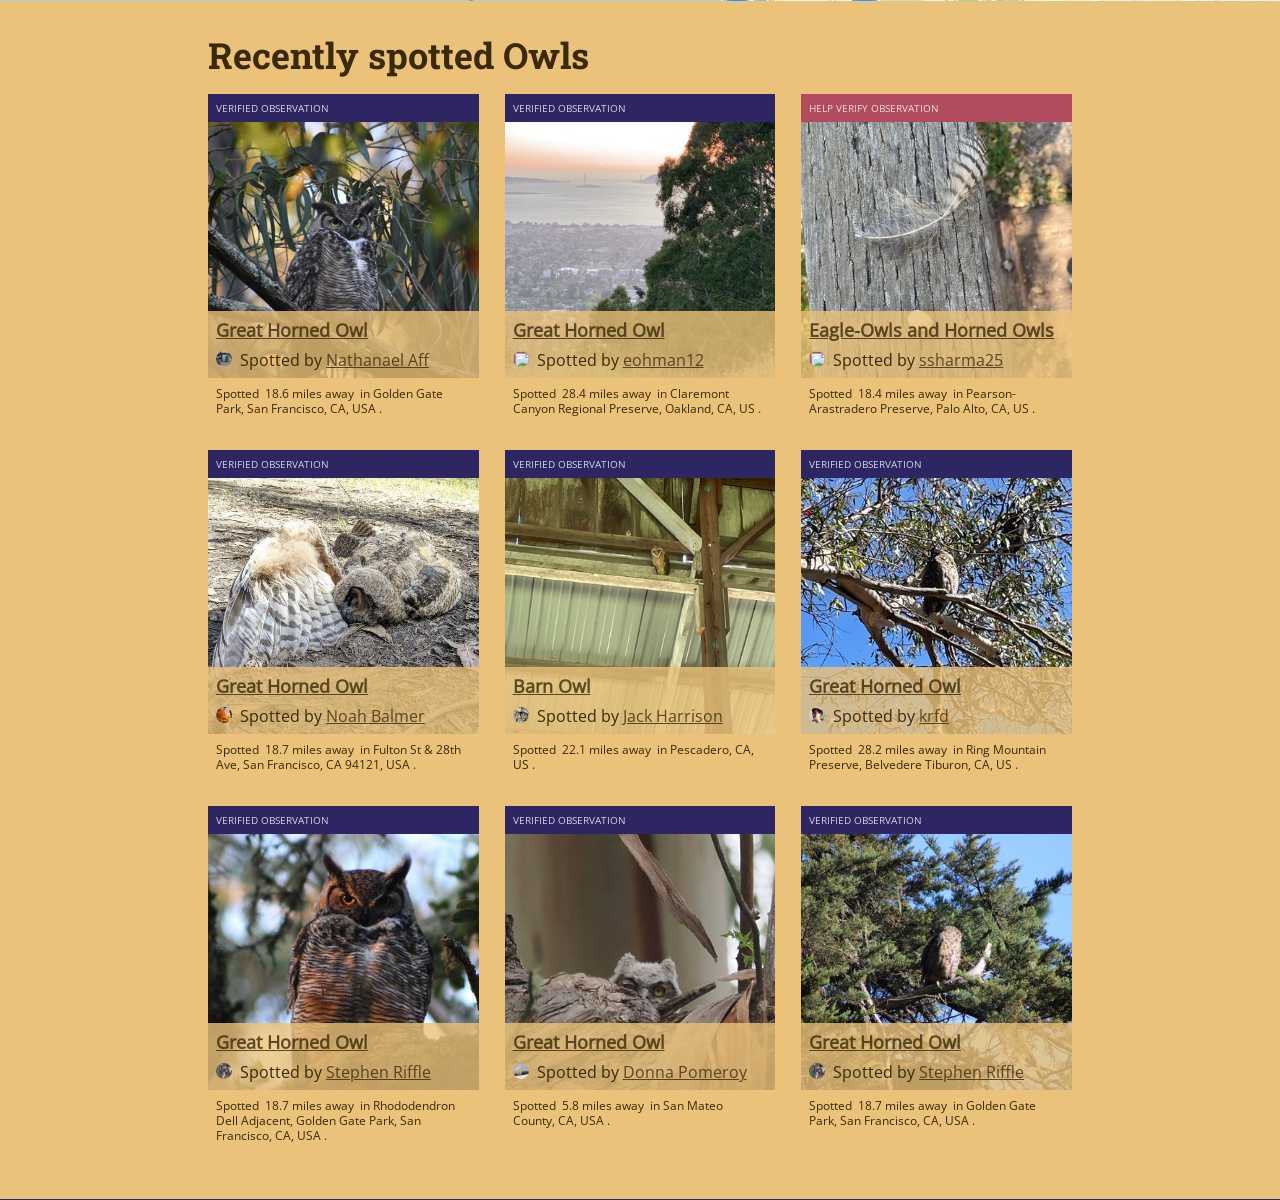 Recently spotted Owls
VERIFIED OBSERVATION
Great Horned Owl
Spotted by Nathanael Aff
Spotted 18.6 miles away in Golden Gate
Park, San Francisco, CA, USA .
VERIFIED OBSERVATION
Great Horned Owl
Spotted by eohman12
Spotted 28.4 miles away in Claremont
Canyon Regional Preserve, Oakland, CA, US .
HELP VERIFY OBSERVATION
Eagle-Owls and Horned Owls
Spotted by ssharma25
Spotted 18.4 miles away in Pearson-
Arastradero Preserve, Palo Alto, CA, US .
VERIFIED OBSERVATION
Great Horned Owl
Spotted by Noah Balmer
Spotted 18.7 miles away in Fulton St & 28th
Ave, San Francisco, CA 94121, USA .
VERIFIED OBSERVATION
Barn Owl
Spotted by Jack Harrison
Spotted 22.1 miles away in Pescadero, CA,
US .
VERIFIED OBSERVATION
Great Horned Owl
Spotted by krfd
Spotted 28.2 miles away in Ring Mountain
Preserve, Belvedere Tiburon, CA, US .
VERIFIED OBSERVATION
Great Horned Owl
Spotted by Stephen Riffle
Spotted 18.7 miles away in Rhododendron
Dell Adjacent, Golden Gate Park, San
Francisco, CA, USA .
VERIFIED OBSERVATION
Great Horned Owl
Spotted by Donna Pomeroy
Spotted 5.8 miles away in San Mateo
County, CA, USA .
VERIFIED OBSERVATION
Great Horned Owl
Spotted by Stephen Riffle
Spotted 18.7 miles away in Golden Gate
Park, San Francisco, CA, USA .